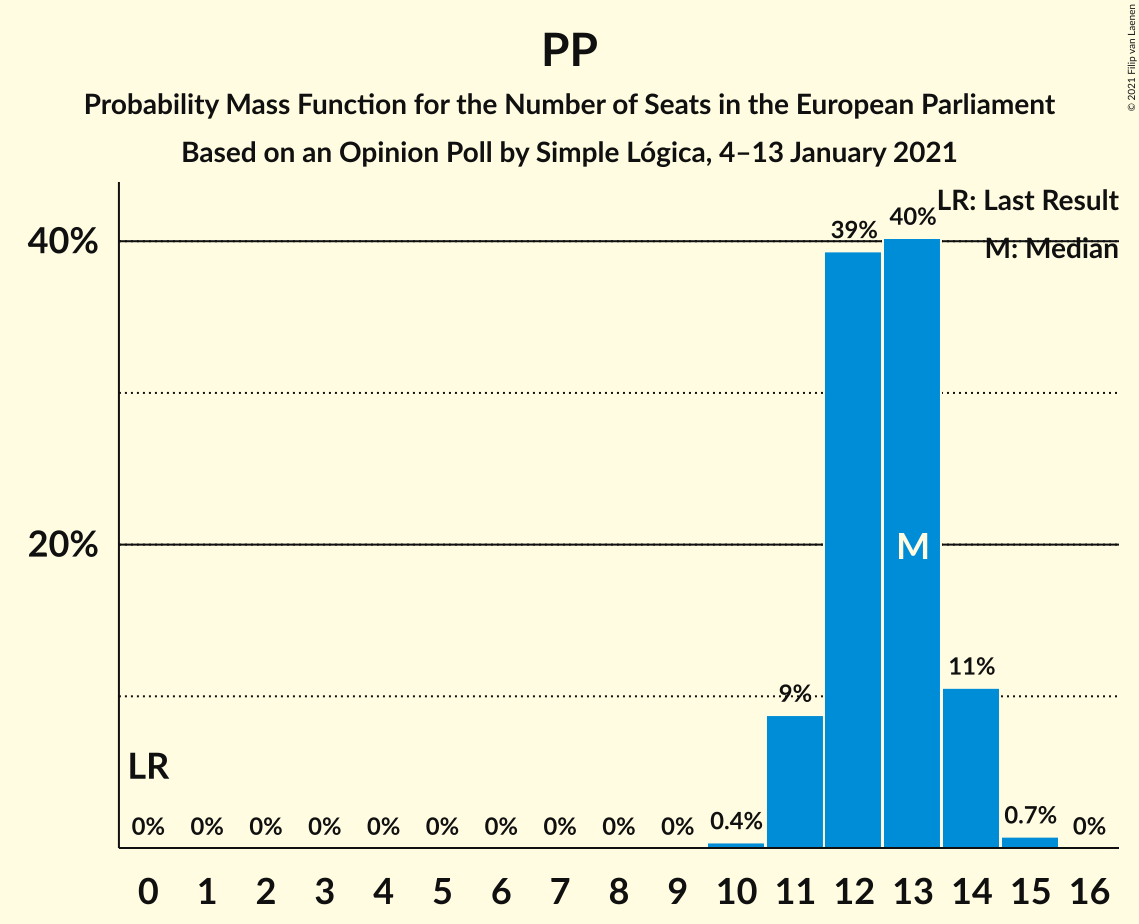 PP
Probability Mass Function for the Number of Seats in the European Parliament
Based on an Opinion Poll by Simple Lógica, 4–13 January 2021
© 2021 Filip van Laenen
LR: Last Result
M: Median
40%
20%
39%
40%
M
11%
9%
LR
0% 0% 0% 0% 0% 0% 0% 0% 0% 0% 0.4% 0.7% 0%
0 1 2 3 4 5 6 7 8 9 10 11 12 13 14 15 16